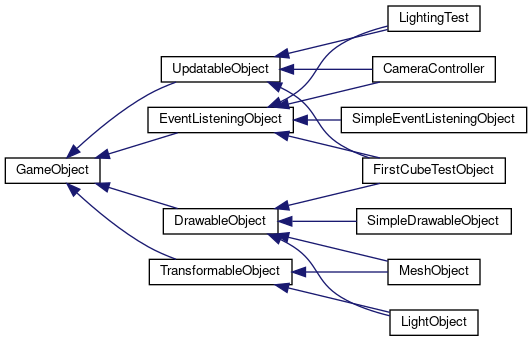 LightingTest
UpdatableObject
CameraController
EventListeningObject
SimpleEventListeningObject
GameObject
FirstCubeTestObject
DrawableObject
SimpleDrawableObject
TransformableObject
MeshObject
LightObject